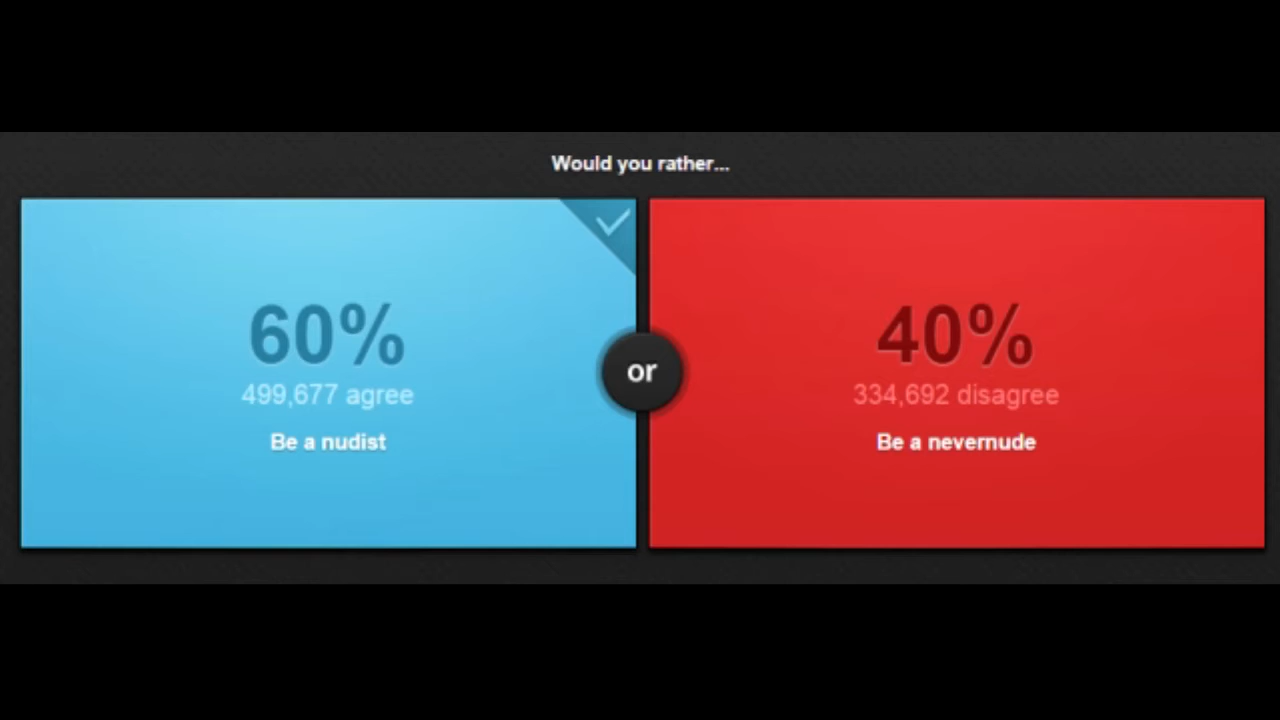 Would you rather...
60%
499,677 agree
Be a nudist
or
40%
334,692 disagree
Be a nevernude